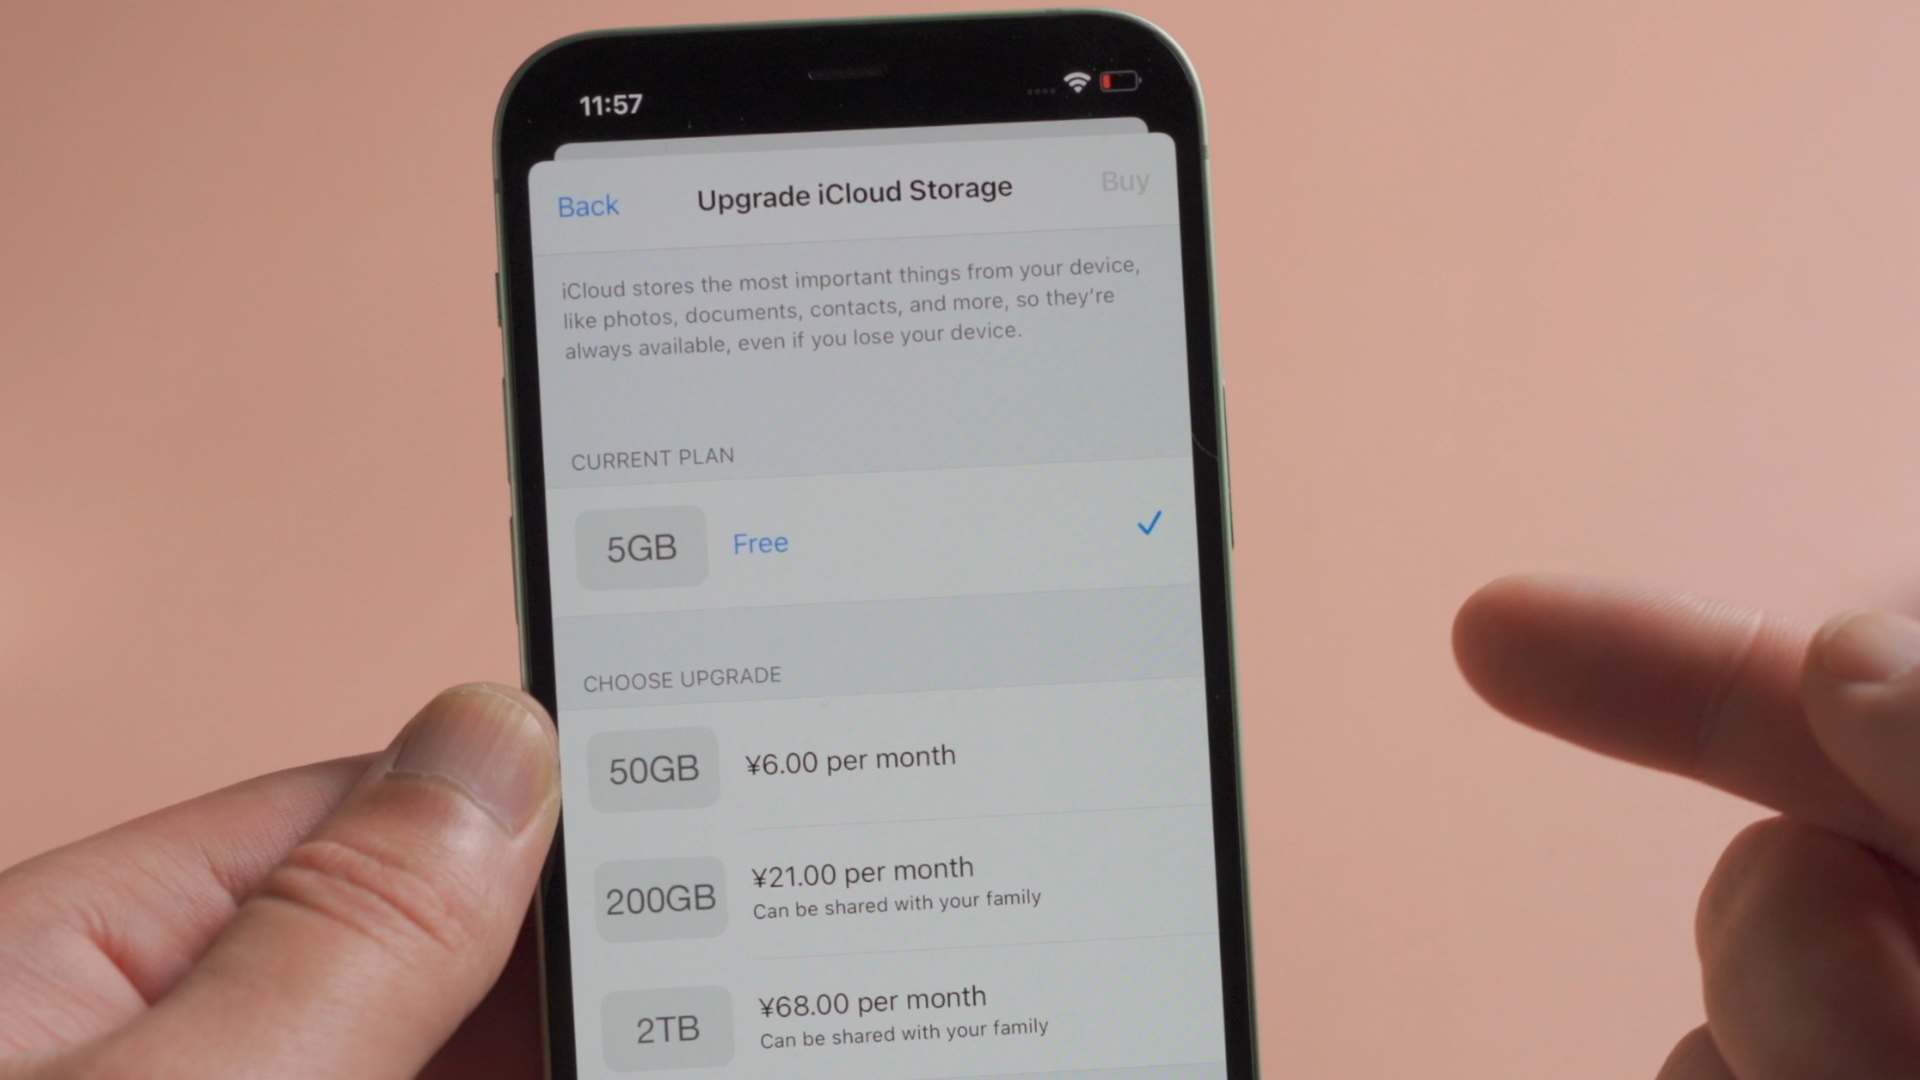 11:57
Back
Upgrade iCloud Storage
Buy
iCloud stores the most important things from your device,
like photos, documents, contacts, and more, so they’re
always available, even if you lose your device.
CURRENT PLAN
5GB
Free
CHOOSE UPGRADE
50GB
¥6.00 per month
200GB
¥21.00 per month
Can be shared with your family
2TB
¥68.00 per month
Can be shared with your family